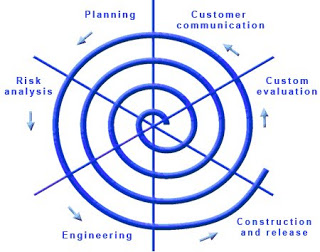 Planning
Customer
communication
Risk
analysis
Custom
evaluation
Engineering
Construction
and release